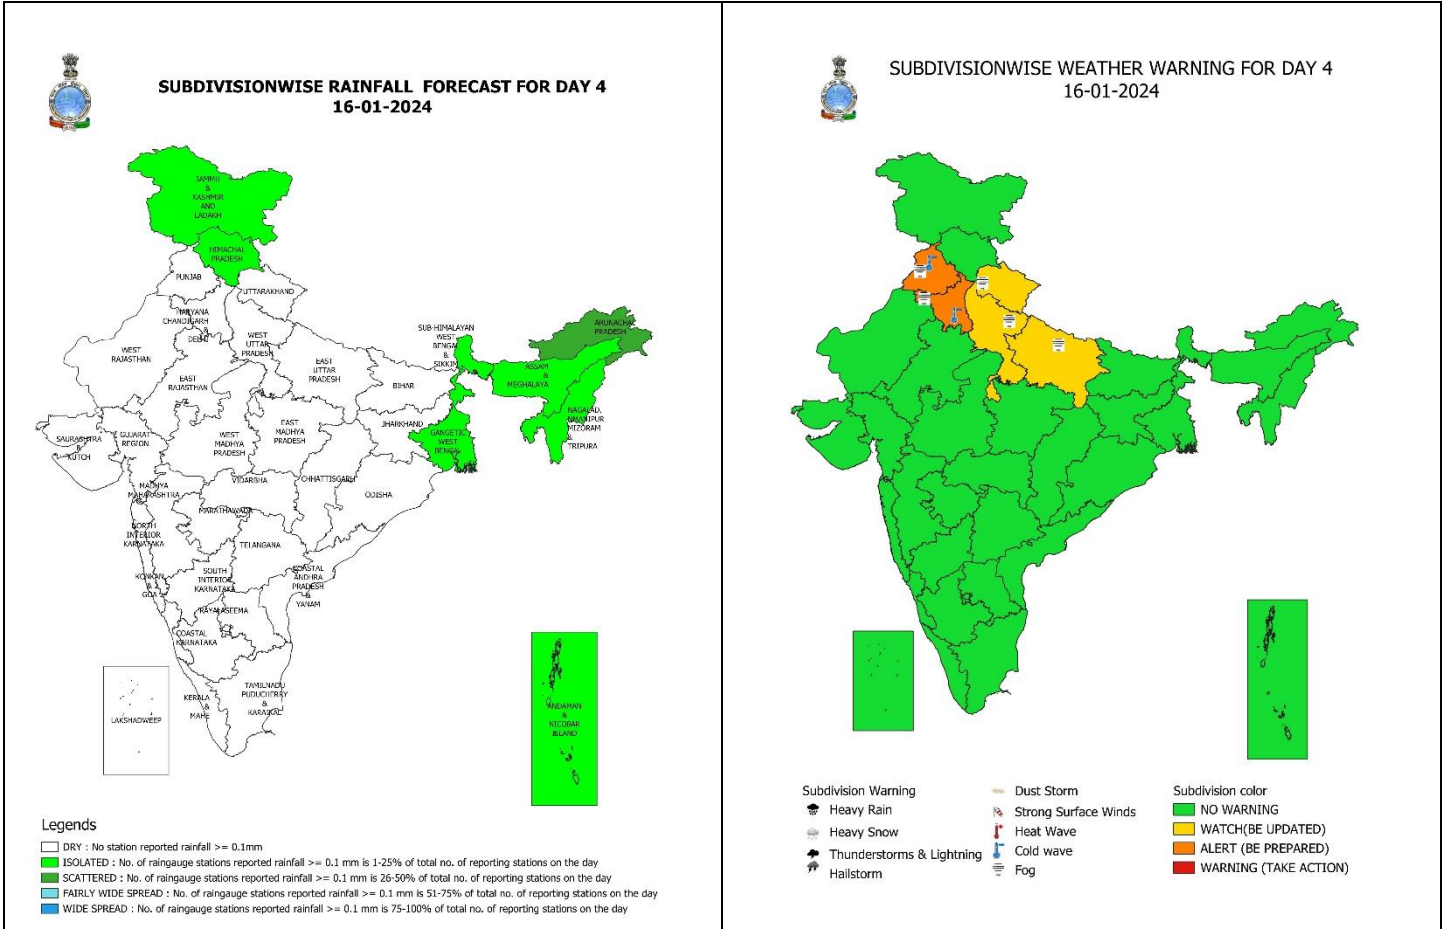 SUBDIVISIONWISE RAINFALL FORECAST FOR DAY 4
16-01-2024
JAMMU
&
KASHMIR
AND
LADAKH
HIMACHAL
PRADESH
PUNJAB
UTTARAKHAND
HARYANA
CHANDIGARH
&
DELHI
WEST
UTTAR
PRADESH
WEST
RAJASTHAN
EAST
RAJASTHAN
EAST
UTTAR
PRADESH
SUB-HIMALAYAN
WEST
BENGAL
&
SIKKIM
ARUNACHAL
PRADESH
ASSAM
&
MEGHALAYA
BIHAR
NAGALAD,
MANIPUR
MIZORAM
&
TRIPURA
JHARKHAND
GANGETIC
WEST
BENGAL
SAURASHTRA
&
KUTCH
GUJARAT
REGION
WEST
MADHYA
PRADESH
EAST
MADHYA
PRADESH
CHHATTISGARH
ODISHA
VIDARBHA
MADHYA
MAHARASHTRA
MARATHAWADA
NORTH
INTERIOR
KARNATAKA
TELANGANA
KONKAN
&
GOA
SOUTH
INTERIOR
KARNATAKA
COASTAL
ANDHRA
PRADESH
&
YANAM
RAYALASEEMA
COASTAL
KARNATAKA
TAMILNADU
PUDUCHERRY
&
KARAIKAL
KERALA
&
MAHE
LAKSHADWEEP
ANDAMAN
&
NICOBAR
ISLAND
Legends
DRY : No station reported rainfall >= 0.1mm
ISOLATED : No. of raingauge stations reported rainfall >= 0.1 mm is 1-25% of total no. of reporting stations on the day
SCATTERED : No. of raingauge stations reported rainfall >= 0.1 mm is 26-50% of total no. of reporting stations on the day
FAIRLY WIDE SPREAD : No. of raingauge stations reported rainfall >= 0.1 mm is 51-75% of total no. of reporting stations on the day
WIDE SPREAD : No. of raingauge stations reported rainfall >= 0.1 mm is 75-100% of total no. of reporting stations on the day
SUBDIVISIONWISE WEATHER WARNING FOR DAY 4
16-01-2024
Subdivision Warning
Heavy Rain
Heavy Snow
Thunderstorms & Lightning
Hailstorm
Dust Storm
Strong Surface Winds
Heat Wave
Cold wave
Fog
Subdivision color
NO WARNING
WATCH(BE UPDATED)
ALERT (BE PREPARED)
WARNING (TAKE ACTION)